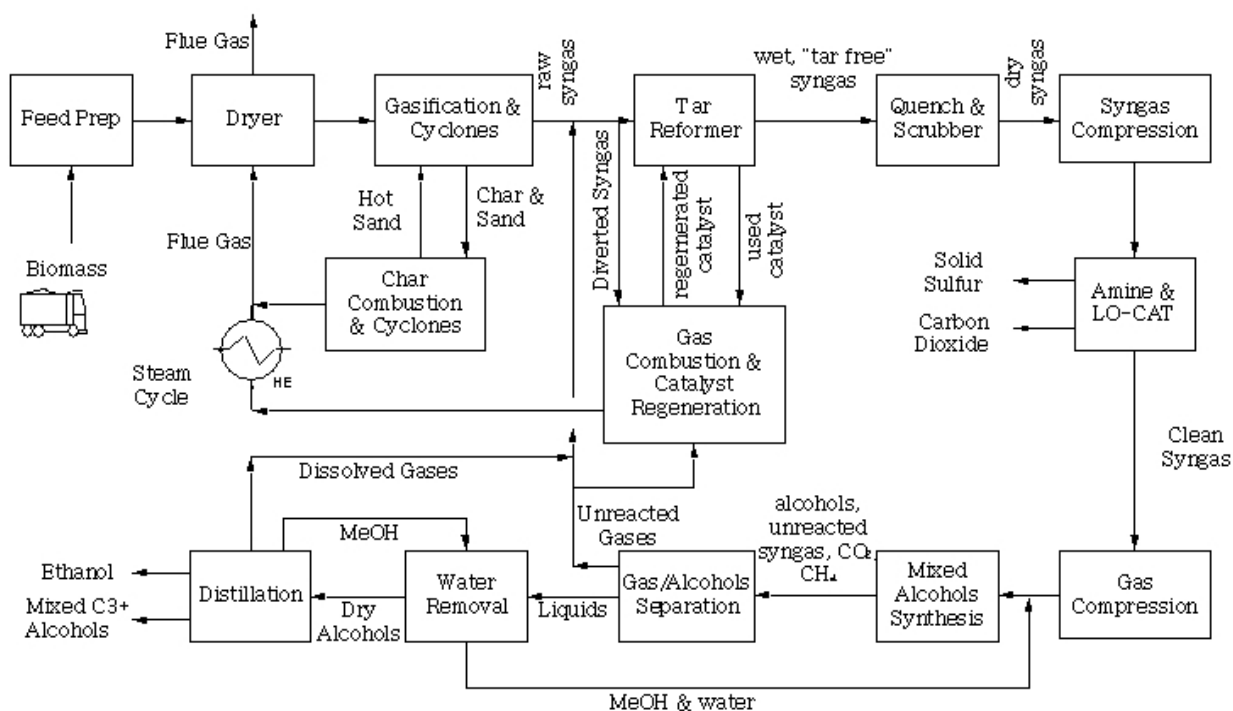 Flue Gas
Feed Prep
Dryer
Gasification &
Cyclones
raw
syngas
Tar
Reformer
wet, "tar free"
syngas
Quench &
Scrubber
dry
syngas
Syngas
Compression
Biomass
Flue Gas
Hot
Sand
Char &
Sand
Diverted Syngas
regernerated
catalyst
used
catalyst
Char
Combustion
& Cyclones
Solid
Sulfur
Carbon
Dioxide
Amine &
LO-CAT
Steam
Cycle
HE
Gas
Combustion &
Catalyst
Regeneration
Clean
Syngas
Dissolved Gases
MeOH
Unreacted
Gases
alcohols,
unreacted
syngas, CO₂
CH₄
Ethanol
Mixed C3+
Alcohols
Distillation
Dry
Alcohols
Water
Removal
Liquids
Gas/Alcohols
Separation
Mixed
Alcohols
Synthesis
Gas
Compression
MeOH & water